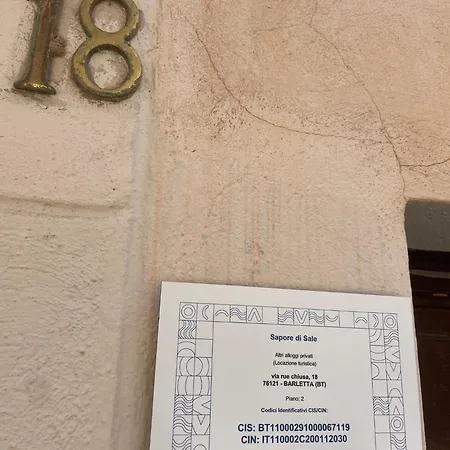 18
Sapore di Sale
Altri alloggi privati
(Locazione turistica)
via rue chiusa, 18
76121 - BARLETTA (BT)
Piano: 2
Codici Identificativi CIS/CIN:
CIS: BT11000291000067119
CIN: IT110002C200112030